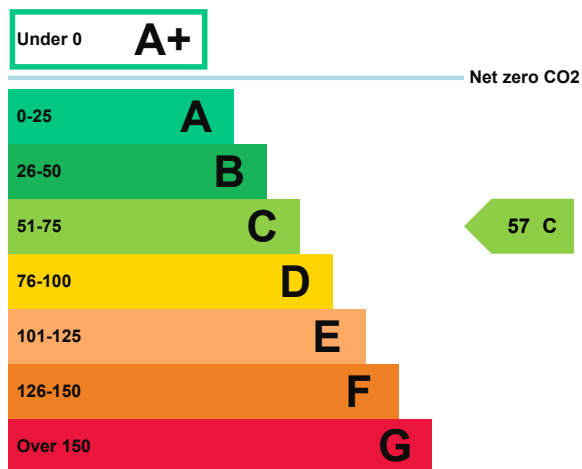 Under 0 A+
Net zero CO2
0-25 A
26-50 B
51-75 C
57 C
76-100 D
101-125 E
126-150 F
Over 150 G